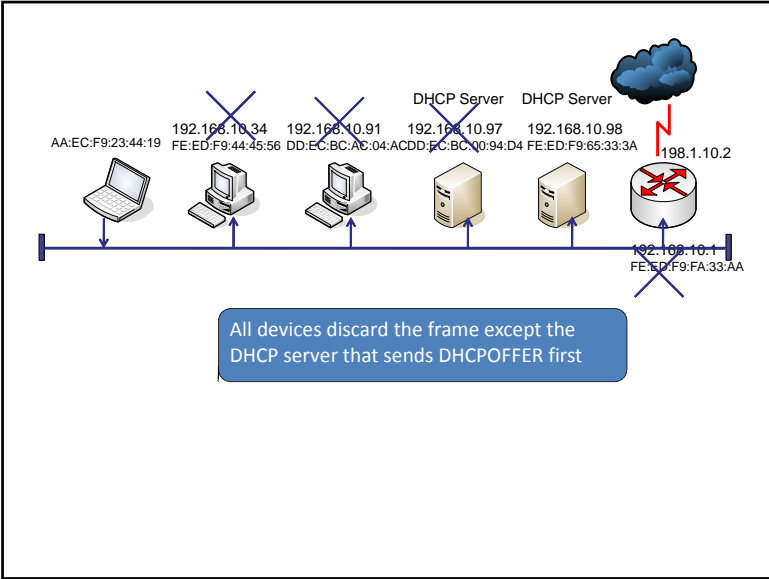 DHCP Server DHCP Server
192.168.10.34 192.168.10.91 192.168.10.97 192.168.10.98
AA:EC:F9:23:44:19 FE:ED:F9:44:45:56 DD:EC:BC:AC:04:AC DD:EC:BC:00:94:D4 FE:ED:F9:65:33:3A
198.1.10.2
192.168.10.1
FE:ED:F9:FA:33:AA
All devices discard the frame except the
DHCP server that sends DHCPOFFER first